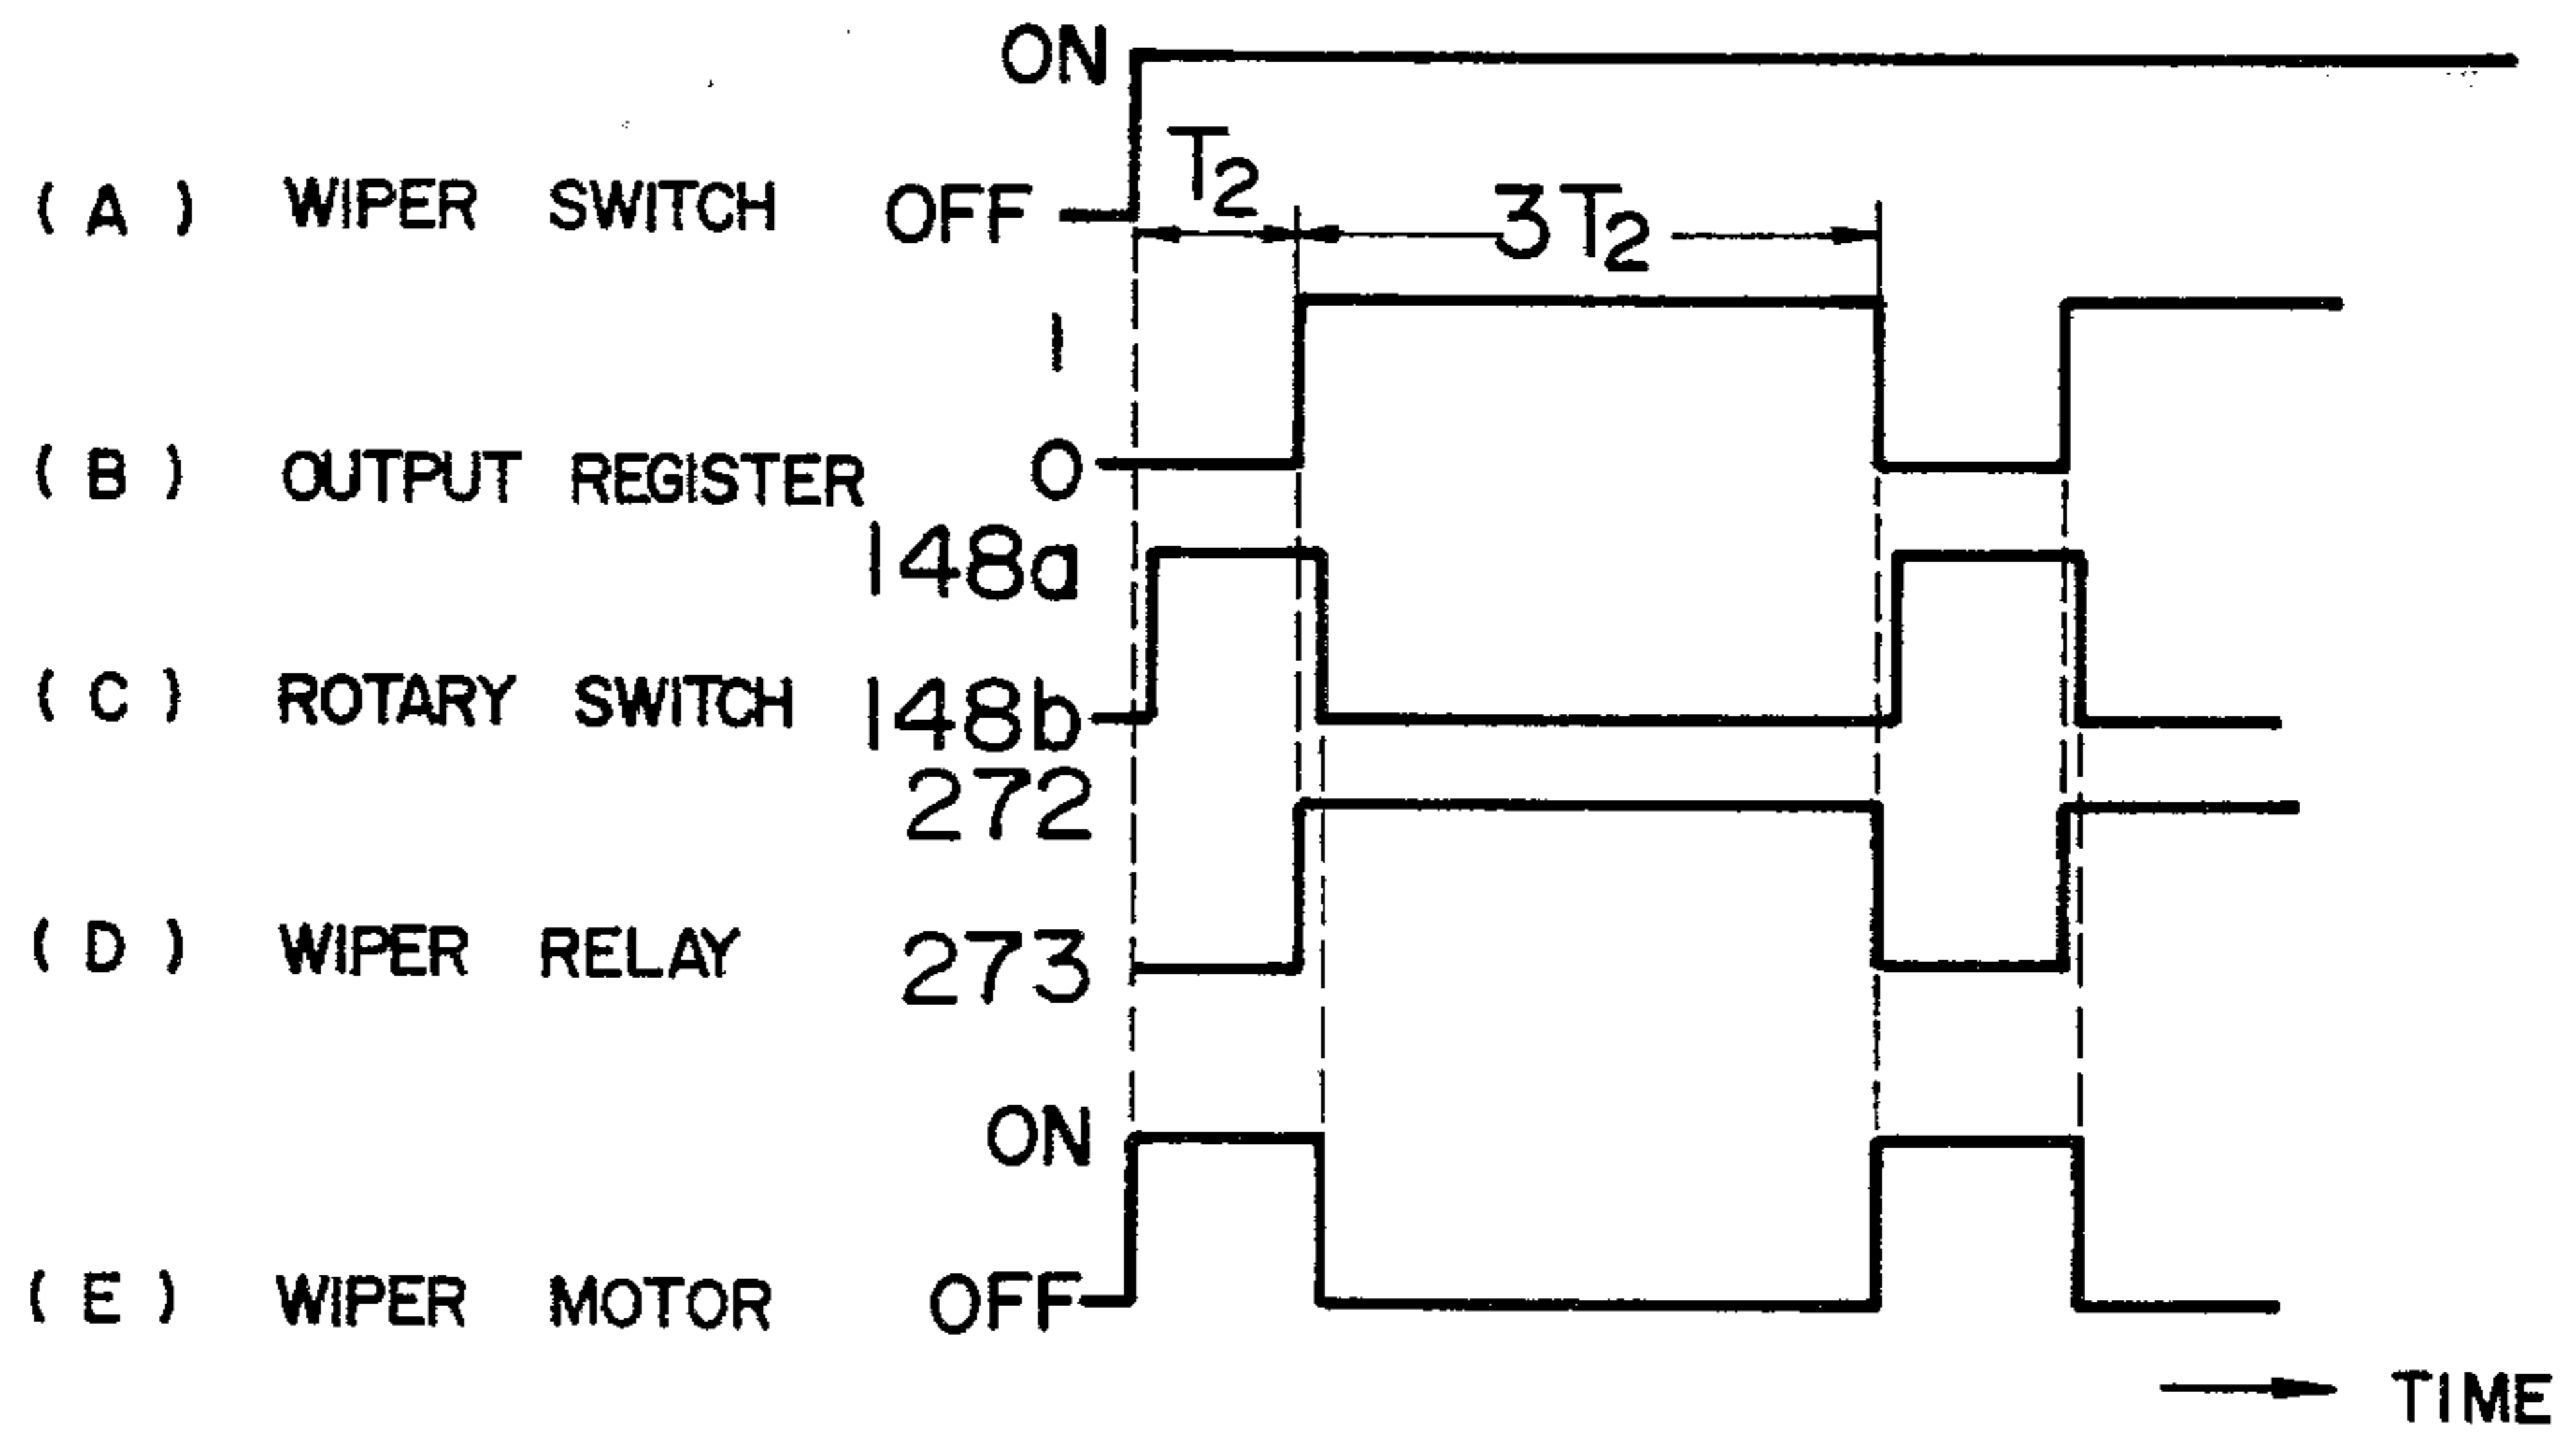 ON
( A ) WIPER SWITCH OFF
T2
3T2
1
( B ) OUTPUT REGISTER 0
148a
( C ) ROTARY SWITCH 148b
272
( D ) WIPER RELAY 273
ON
( E ) WIPER MOTOR OFF
TIME